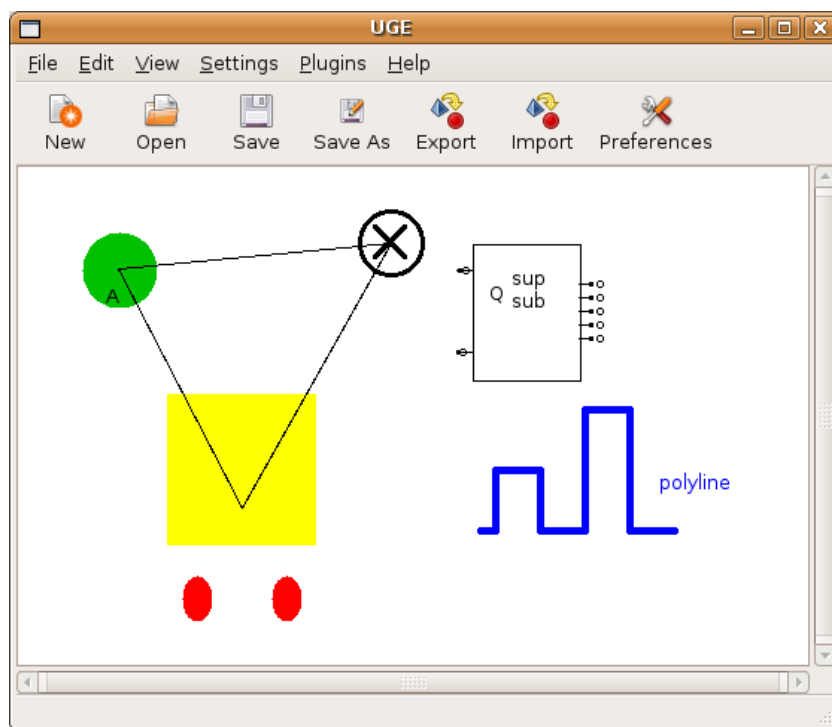 UGE
File Edit View Settings Plugins Help
New Open Save Save As Export Import Preferences
A
sup
Q
sub
polyline